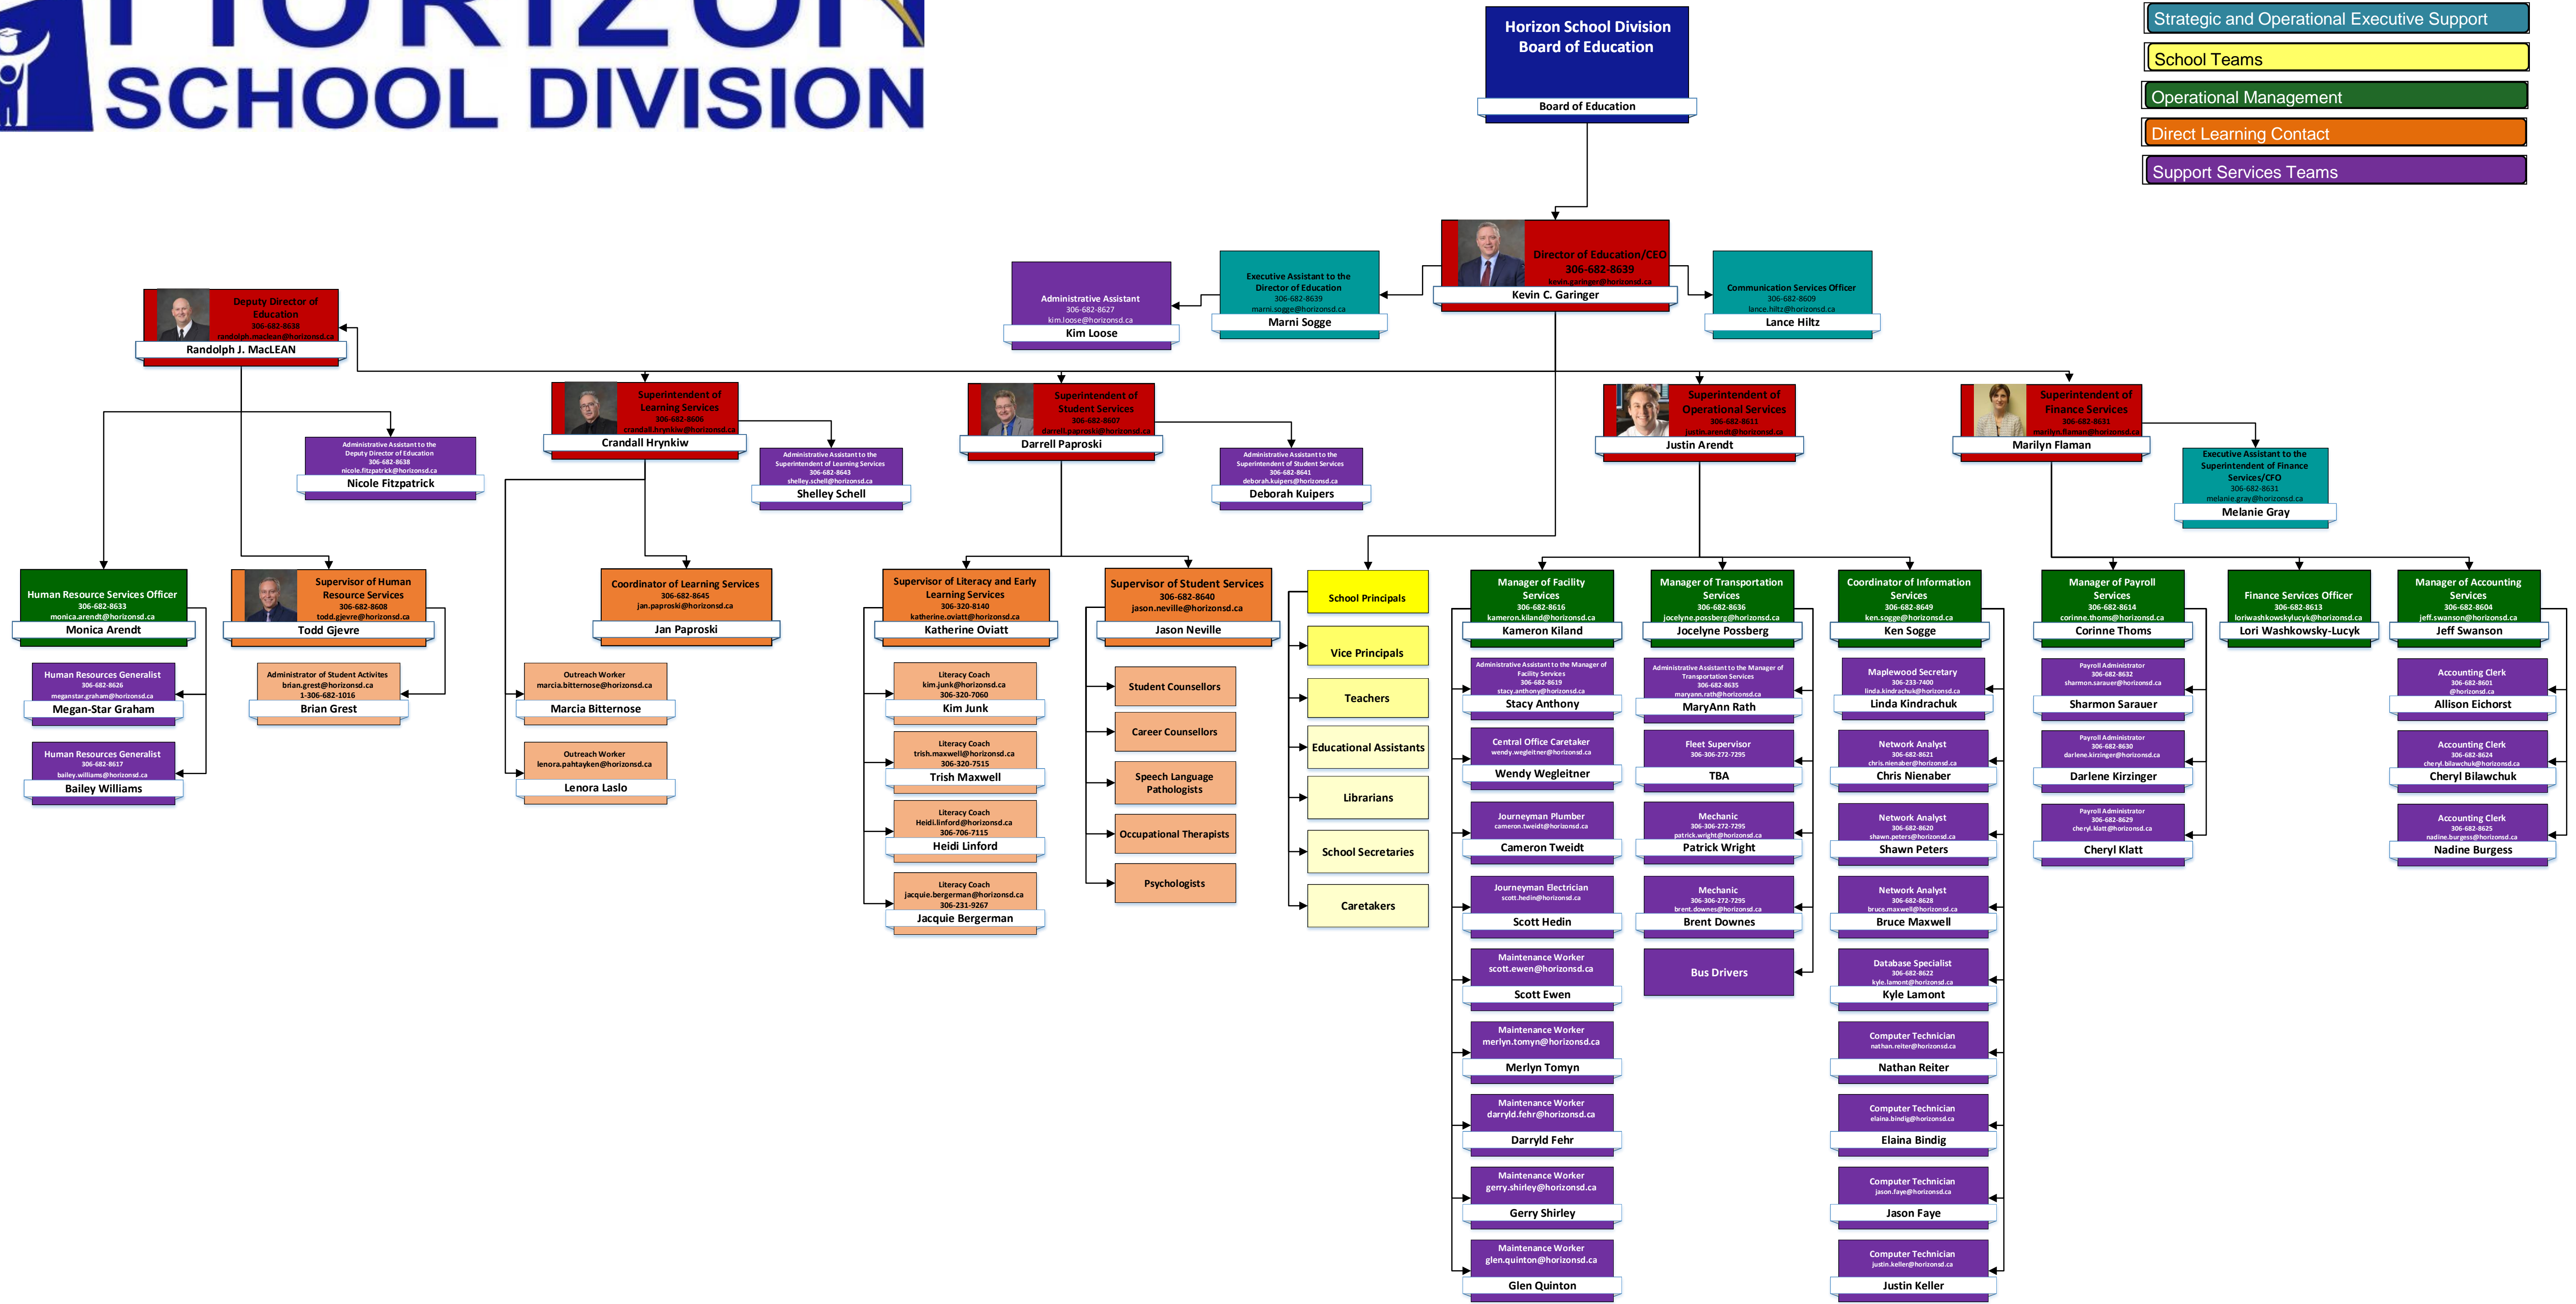 HORIZON
SCHOOL DIVISION
Strategic and Operational Executive Support
School Teams
Operational Management
Direct Learning Contact
Support Services Teams
Horizon School Division
Board of Education
Board of Education
Director of Education/CEO
306-682-8639
kevin.garinger@horizonsd.ca
Kevin C. Garinger
Administrative Assistant
306-682-8627
kim.loose@horizonsd.ca
Kim Loose
Executive Assistant to the
Director of Education
306-682-8639
marni.sogge@horizonsd.ca
Marni Sogge
Communication Services Officer
306-682-8609
lance.hiltz@horizonsd.ca
Lance Hiltz
Deputy Director of
Education
306-682-8638
randolph.maclean@horizonsd.ca
Randolph J. MacLEAN
Superintendent of
Learning Services
306-682-8606
crandall.hrynkiw@horizonsd.ca
Crandall Hrynkiw
Superintendent of
Student Services
306-682-8607
darrell.paproski@horizonsd.ca
Darrell Paproski
Superintendent of
Operational Services
306-682-8611
justin.arendt@horizonsd.ca
Justin Arendt
Superintendent of
Finance Services
306-682-8631
marilyn.flaman@horizonsd.ca
Marilyn Flaman
Administrative Assistant to the
Deputy Director of Education
306-682-8638
nicole.fitzpatrick@horizonsd.ca
Nicole Fitzpatrick
Administrative Assistant to the
Superintendent of Learning Services
306-682-8643
shelley.schell@horizonsd.ca
Shelley Schell
Administrative Assistant to the
Superintendent of Student Services
306-682-8641
deborah.kuipers@horizonsd.ca
Deborah Kuipers
Executive Assistant to the
Superintendent of Finance
Services/CFO
306-682-8631
melanie.gray@horizonsd.ca
Melanie Gray
Human Resource Services Officer
306-682-8633
monica.arendt@horizonsd.ca
Monica Arendt
Human Resources Generalist
306-682-8626
meganstar.graham@horizonsd.ca
Megan-Star Graham
Human Resources Generalist
306-682-8617
bailey.williams@horizonsd.ca
Bailey Williams
Supervisor of Human
Resource Services
306-682-8608
todd.gjevre@horizonsd.ca
Todd Gjevre
Administrator of Student Activites
brian.grest@horizonsd.ca
1-306-682-1016
Brian Grest
Coordinator of Learning Services
306-682-8645
jan.paproski@horizonsd.ca
Jan Paproski
Outreach Worker
marcia.bitternose@horizonsd.ca
Marcia Bitternose
Outreach Worker
lenora.pahtayken@horizonsd.ca
Lenora Laslo
Supervisor of Literacy and Early
Learning Services
306-320-8140
katherine.oviatt@horizonsd.ca
Katherine Oviatt
Literacy Coach
kim.junk@horizonsd.ca
306-320-7060
Kim Junk
Literacy Coach
trish.maxwell@horizonsd.ca
306-320-7515
Trish Maxwell
Literacy Coach
Heidi.linford@horizonsd.ca
306-706-7115
Heidi Linford
Literacy Coach
jacquie.bergerman@horizonsd.ca
306-231-9267
Jacquie Bergerman
Supervisor of Student Services
306-682-8640
jason.neville@horizonsd.ca
Jason Neville
Student Counsellors
Career Counsellors
Speech Language
Pathologists
Occupational Therapists
Psychologists
School Principals
Vice Principals
Teachers
Educational Assistants
Librarians
School Secretaries
Caretakers
Manager of Facility
Services
306-682-8616
kameron.kiland@horizonsd.ca
Kameron Kiland
Administrative Assistant to the Manager of
Facility Services
306-682-8619
stacy.anthony@horizonsd.ca
Stacy Anthony
Central Office Caretaker
wendy.wegleitner@horizonsd.ca
Wendy Wegleitner
Journeyman Plumber
cameron.tweidt@horizonsd.ca
Cameron Tweidt
Journeyman Electrician
scott.hedin@horizonsd.ca
Scott Hedin
Maintenance Worker
scott.ewen@horizonsd.ca
Scott Ewen
Maintenance Worker
merlyn.tomyn@horizonsd.ca
Merlyn Tomyn
Maintenance Worker
darryld.fehr@horizonsd.ca
Darryld Fehr
Maintenance Worker
gerry.shirley@horizonsd.ca
Gerry Shirley
Maintenance Worker
glen.quinton@horizonsd.ca
Glen Quinton
Manager of Transportation
Services
306-682-8636
jocelyne.possberg@horizonsd.ca
Jocelyne Possberg
Administrative Assistant to the Manager of
Transportation Services
306-682-8635
maryann.rath@horizonsd.ca
MaryAnn Rath
Fleet Supervisor
306-306-272-7295
TBA
Mechanic
306-306-272-7295
patrick.wright@horizonsd.ca
Patrick Wright
Mechanic
306-306-272-7295
brent.downes@horizonsd.ca
Brent Downes
Bus Drivers
Coordinator of Information
Services
306-682-8649
ken.sogge@horizonsd.ca
Ken Sogge
Maplewood Secretary
306-233-7400
linda.kindrachuk@horizonsd.ca
Linda Kindrachuk
Network Analyst
306-682-8621
chris.nienaber@horizonsd.ca
Chris Nienaber
Network Analyst
306-682-8620
shawn.peters@horizonsd.ca
Shawn Peters
Network Analyst
306-682-8628
bruce.maxwell@horizonsd.ca
Bruce Maxwell
Database Specialist
306-682-8622
kyle.lamont@horizonsd.ca
Kyle Lamont
Computer Technician
nathan.reiter@horizonsd.ca
Nathan Reiter
Computer Technician
elaina.bindig@horizonsd.ca
Elaina Bindig
Computer Technician
jason.faye@horizonsd.ca
Jason Faye
Computer Technician
justin.keller@horizonsd.ca
Justin Keller
Manager of Payroll
Services
306-682-8614
corinne.thoms@horizonsd.ca
Corinne Thoms
Payroll Administrator
306-682-8632
sharmon.sarauer@horizonsd.ca
Sharmon Sarauer
Payroll Administrator
306-682-8630
darlene.kirzinger@horizonsd.ca
Darlene Kirzinger
Payroll Administrator
306-682-8629
cheryl.klatt@horizonsd.ca
Cheryl Klatt
Finance Services Officer
306-682-8613
loriwashkowskylucyk@horizonsd.ca
Lori Washkowsky-Lucyk
Manager of Accounting
Services
306-682-8604
jeff.swanson@horizonsd.ca
Jeff Swanson
Accounting Clerk
306-682-8601
@horizonsd.ca
Allison Eichorst
Accounting Clerk
306-682-8624
cheryl.bilawchuk@horizonsd.ca
Cheryl Bilawchuk
Accounting Clerk
306-682-8625
nadine.burgess@horizonsd.ca
Nadine Burgess